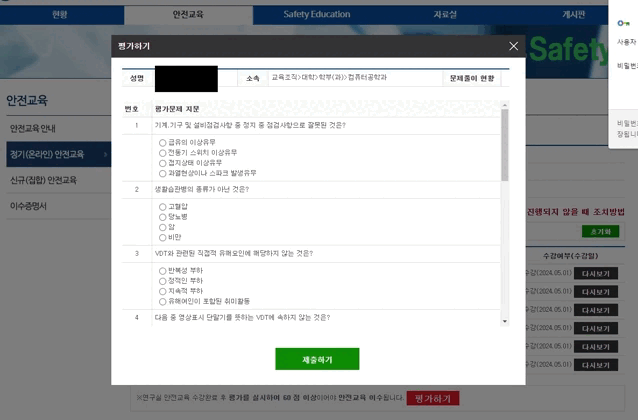 현황
안전교육
Safety Education
자료실
게시판
Safety
사용자
비밀번
비밀번
장됩니
안전교육
안전교육 안내
정기(온라인) 안전교육
신규(집합) 안전교육
이수증명서
평가하기
성명
소속
교육조직>대학>학부(과)>컴퓨터공학과
문제풀이 현황
번호 평가문제 지문
1 기계,기구 및 설비점검사항 중 정지 중 점검사항으로 잘못된 것은?
급유의 이상유무
전동기 스위치 이상유무
접지상태 이상유무
과열현상이나 스파크 발생유무
2 생활습관병의 종류가 아닌 것은?
고혈압
당뇨병
암
비만
3 VDT와 관련된 직접적 유해요인에 해당하지 않는 것은?
반복성 부하
정적인 부하
지속적 부하
유해여인이 포함된 취미활동
4 다음 중 영상표시 단말기를 뜻하는 VDT에 속하지 않는 것은?
제출하기
진행되지 않을 때 조치방법
초기화
수강여부(수강일)
수강(2024.05.01) 다시보기
수강(2024.05.01) 다시보기
수강(2024.05.01) 다시보기
수강(2024.05.01) 다시보기
수강(2024.05.01) 다시보기
수강(2024.05.01) 다시보기
※연구실 안전교육 수강완료 후 평가를 실시하여 60 점 이상이어야 안전교육 이수됩니다. 평가하기